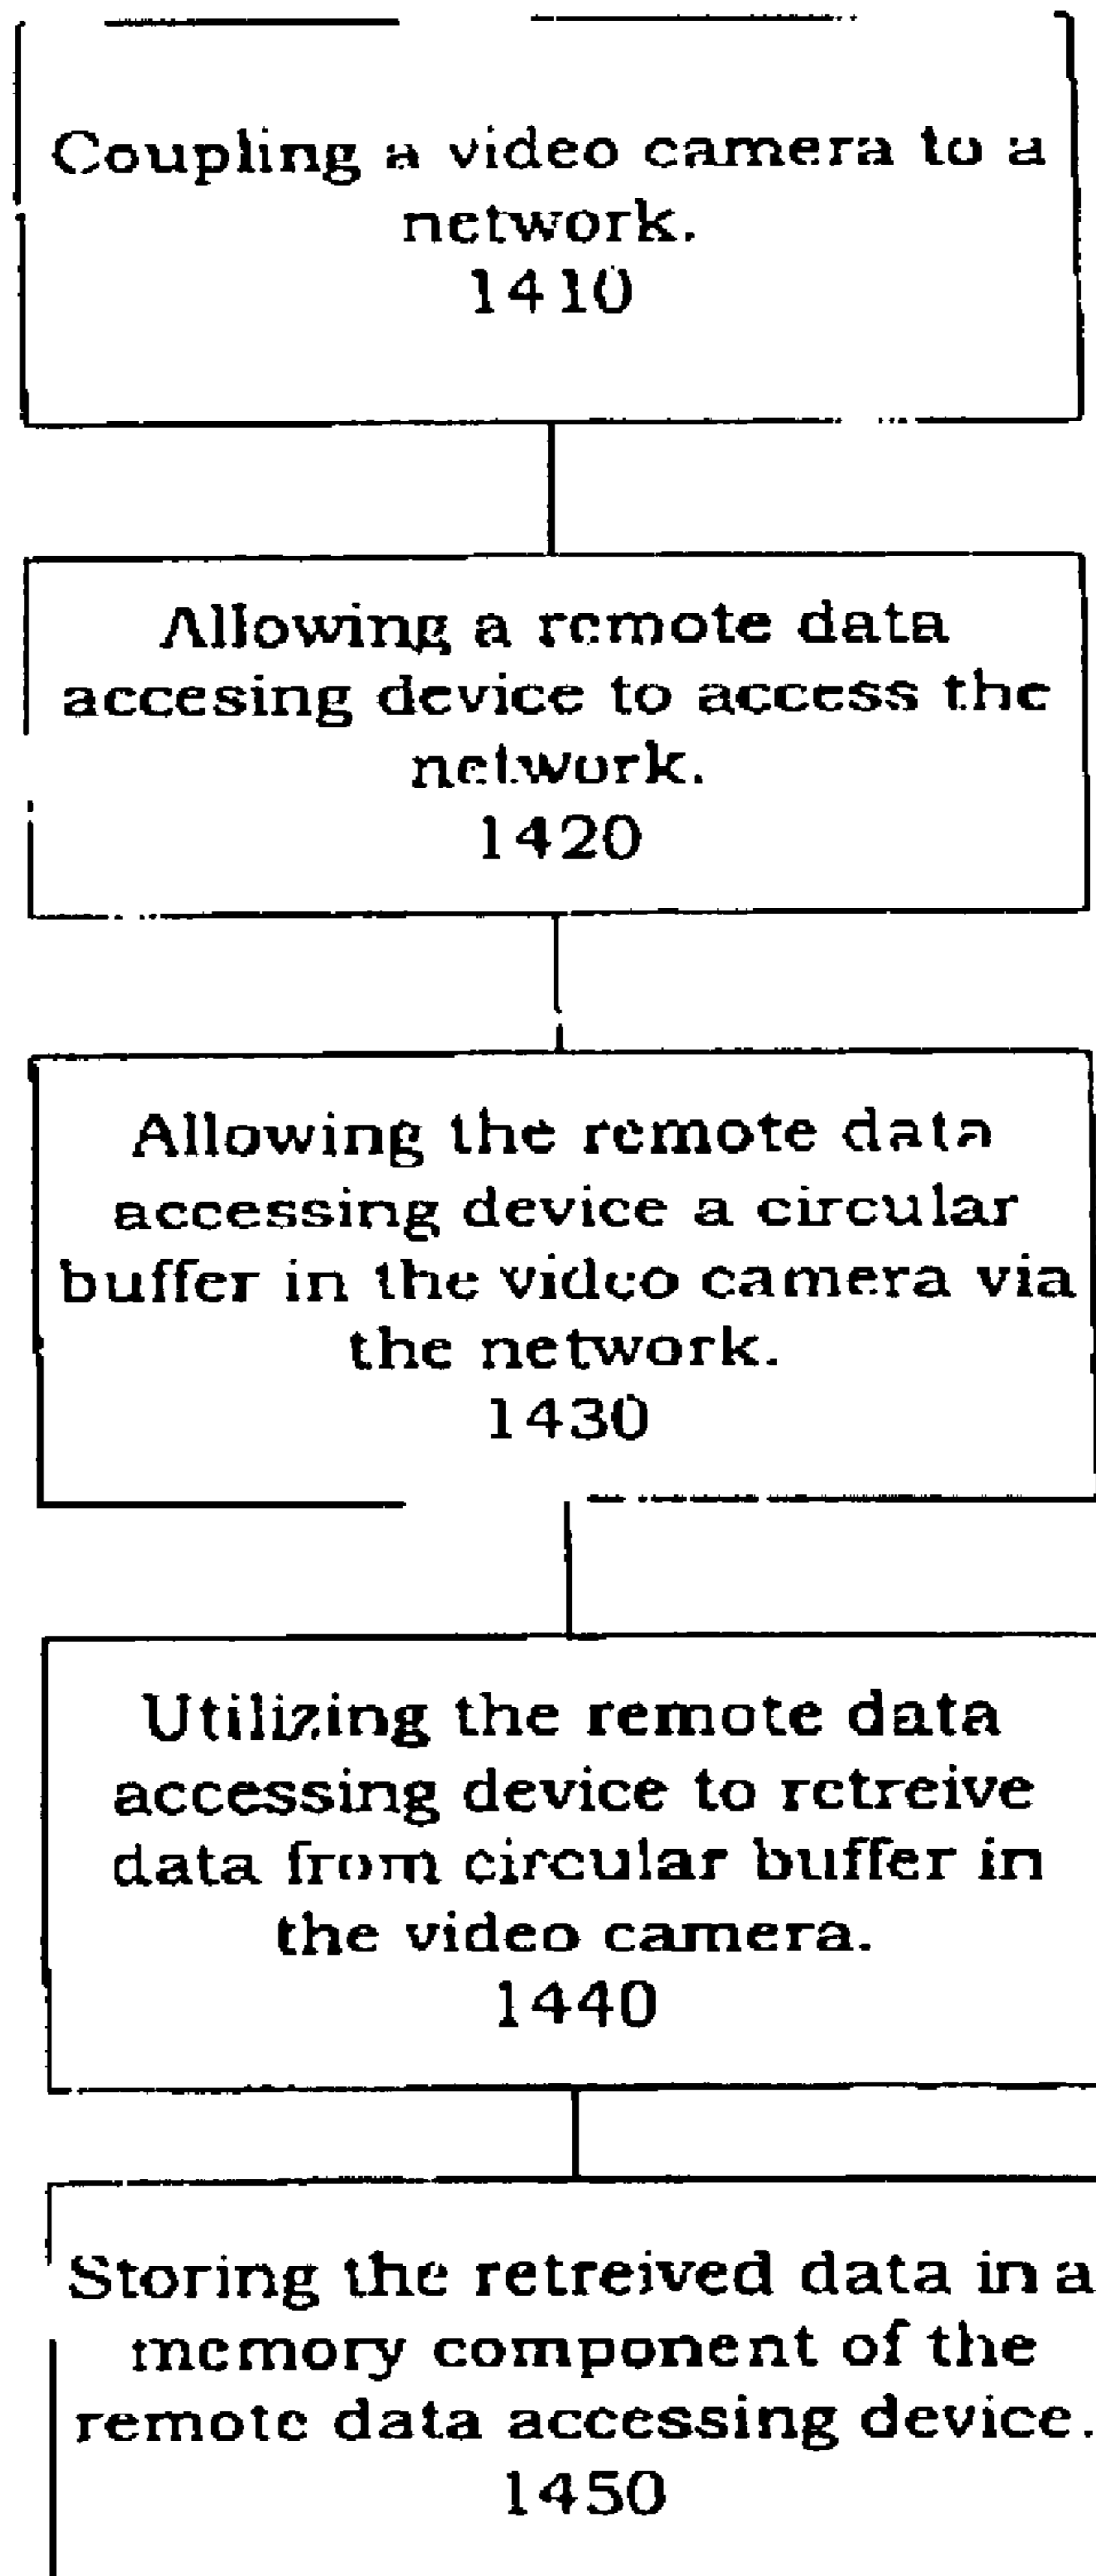 Coupling a video camera to a
network.
1410
Allowing a remote data
accesing device to access the
network.
1420
Allowing the remote data
accessing device a circular
buffer in the video camera via
the network.
1430
Utilizing the remote data
accessing device to retreive
data from circular buffer in
the video camera.
1440
Storing the retreived data in a
memory component of the
remote data accessing device.
1450